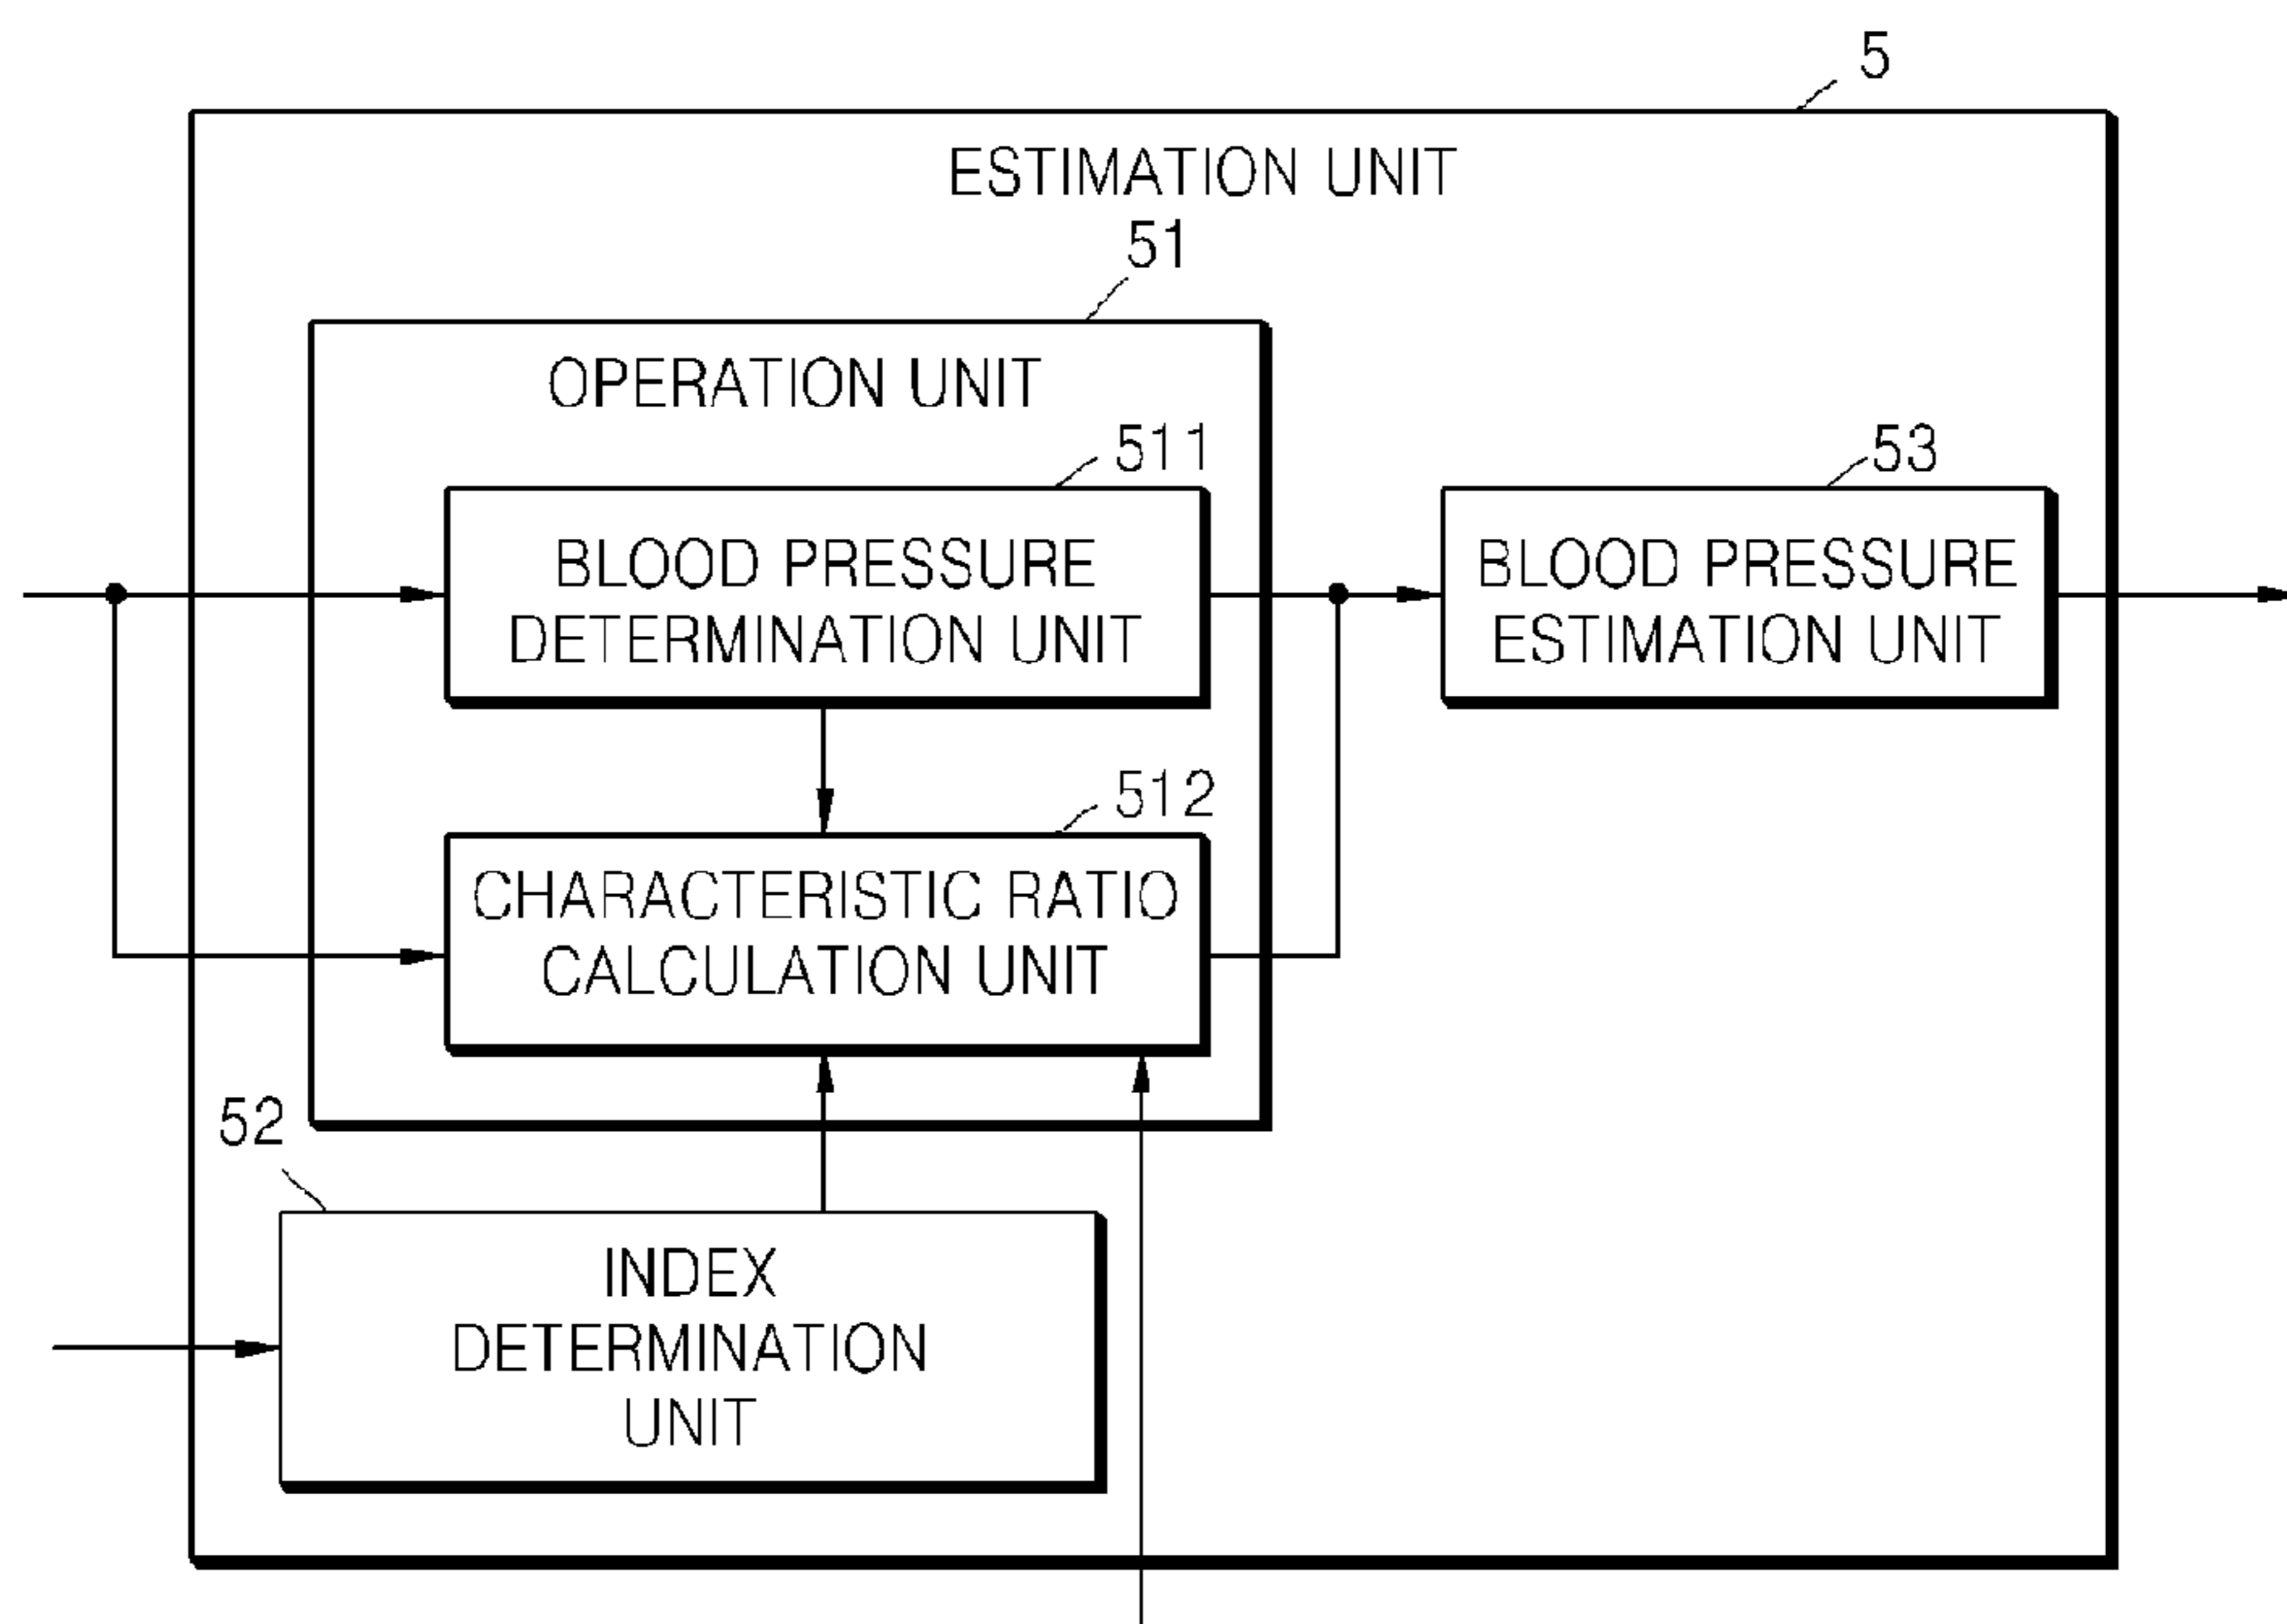 5
ESTIMATION UNIT
51
OPERATION UNIT
511
BLOOD PRESSURE
DETERMINATION UNIT
53
BLOOD PRESSURE
ESTIMATION UNIT
512
CHARACTERISTIC RATIO
CALCULATION UNIT
52
INDEX
DETERMINATION
UNIT